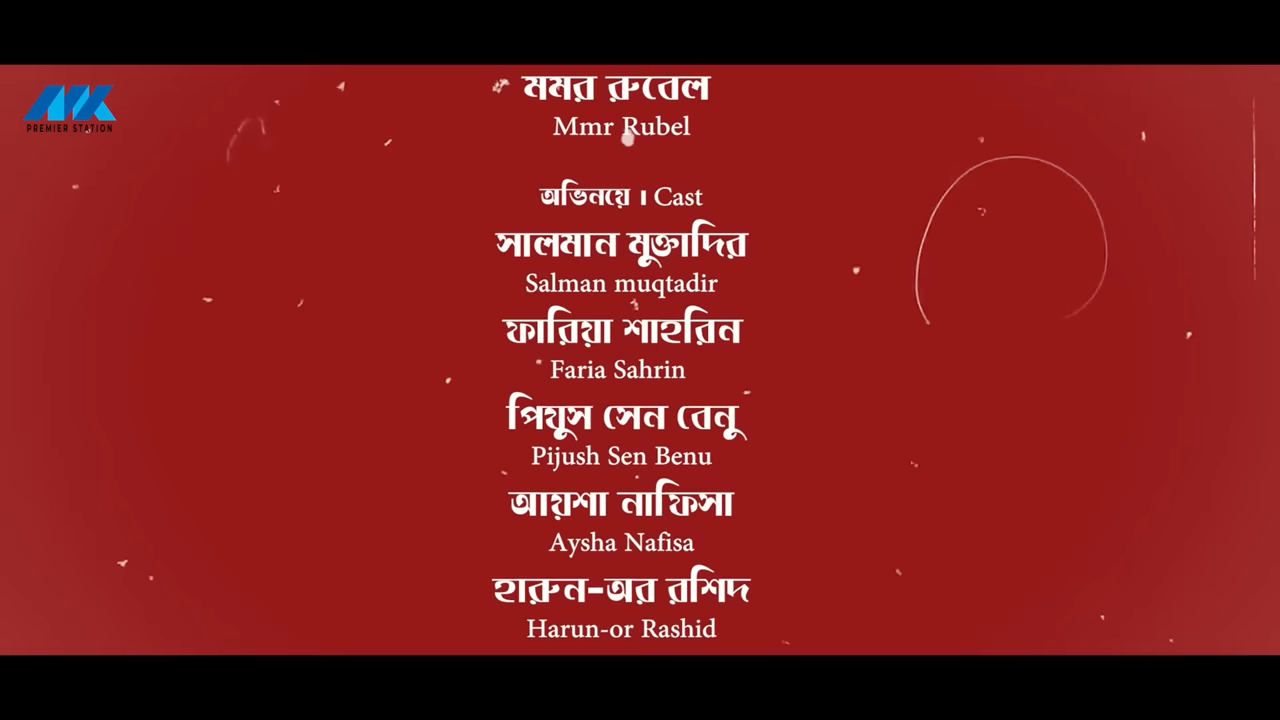 MK
PREMIER STATION
মমর রুবেল
Mmr Rubel
অভিনয়ে । Cast
সালমান মুক্তাদির
Salman muqtadir
ফারিয়া শাহরিন
Faria Sahrin
পিযুস সেন বেনু
Pijush Sen Benu
আয়শা নাফিসা
Aysha Nafisa
হারুন-অর রশিদ
Harun-or Rashid